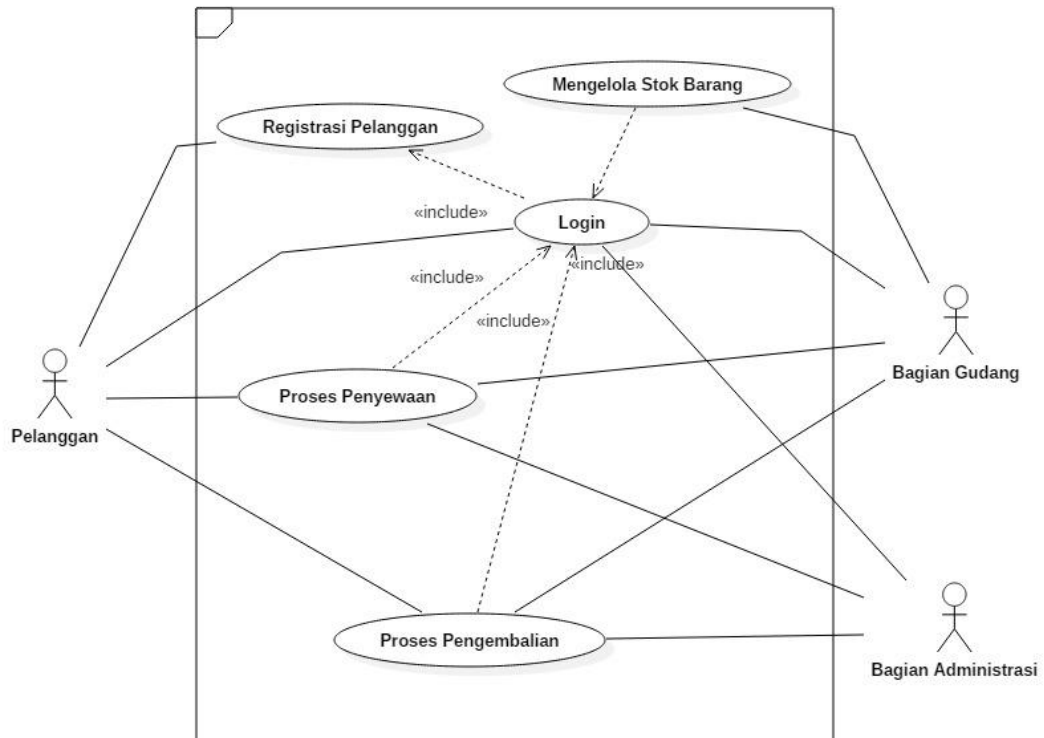 Mengelola Stok Barang
Registrasi Pelanggan
«include»
Login
«include»
«include»
«include»
Pelanggan
Proses Penyewaan
Bagian Gudang
Proses Pengembalian
Bagian Administrasi